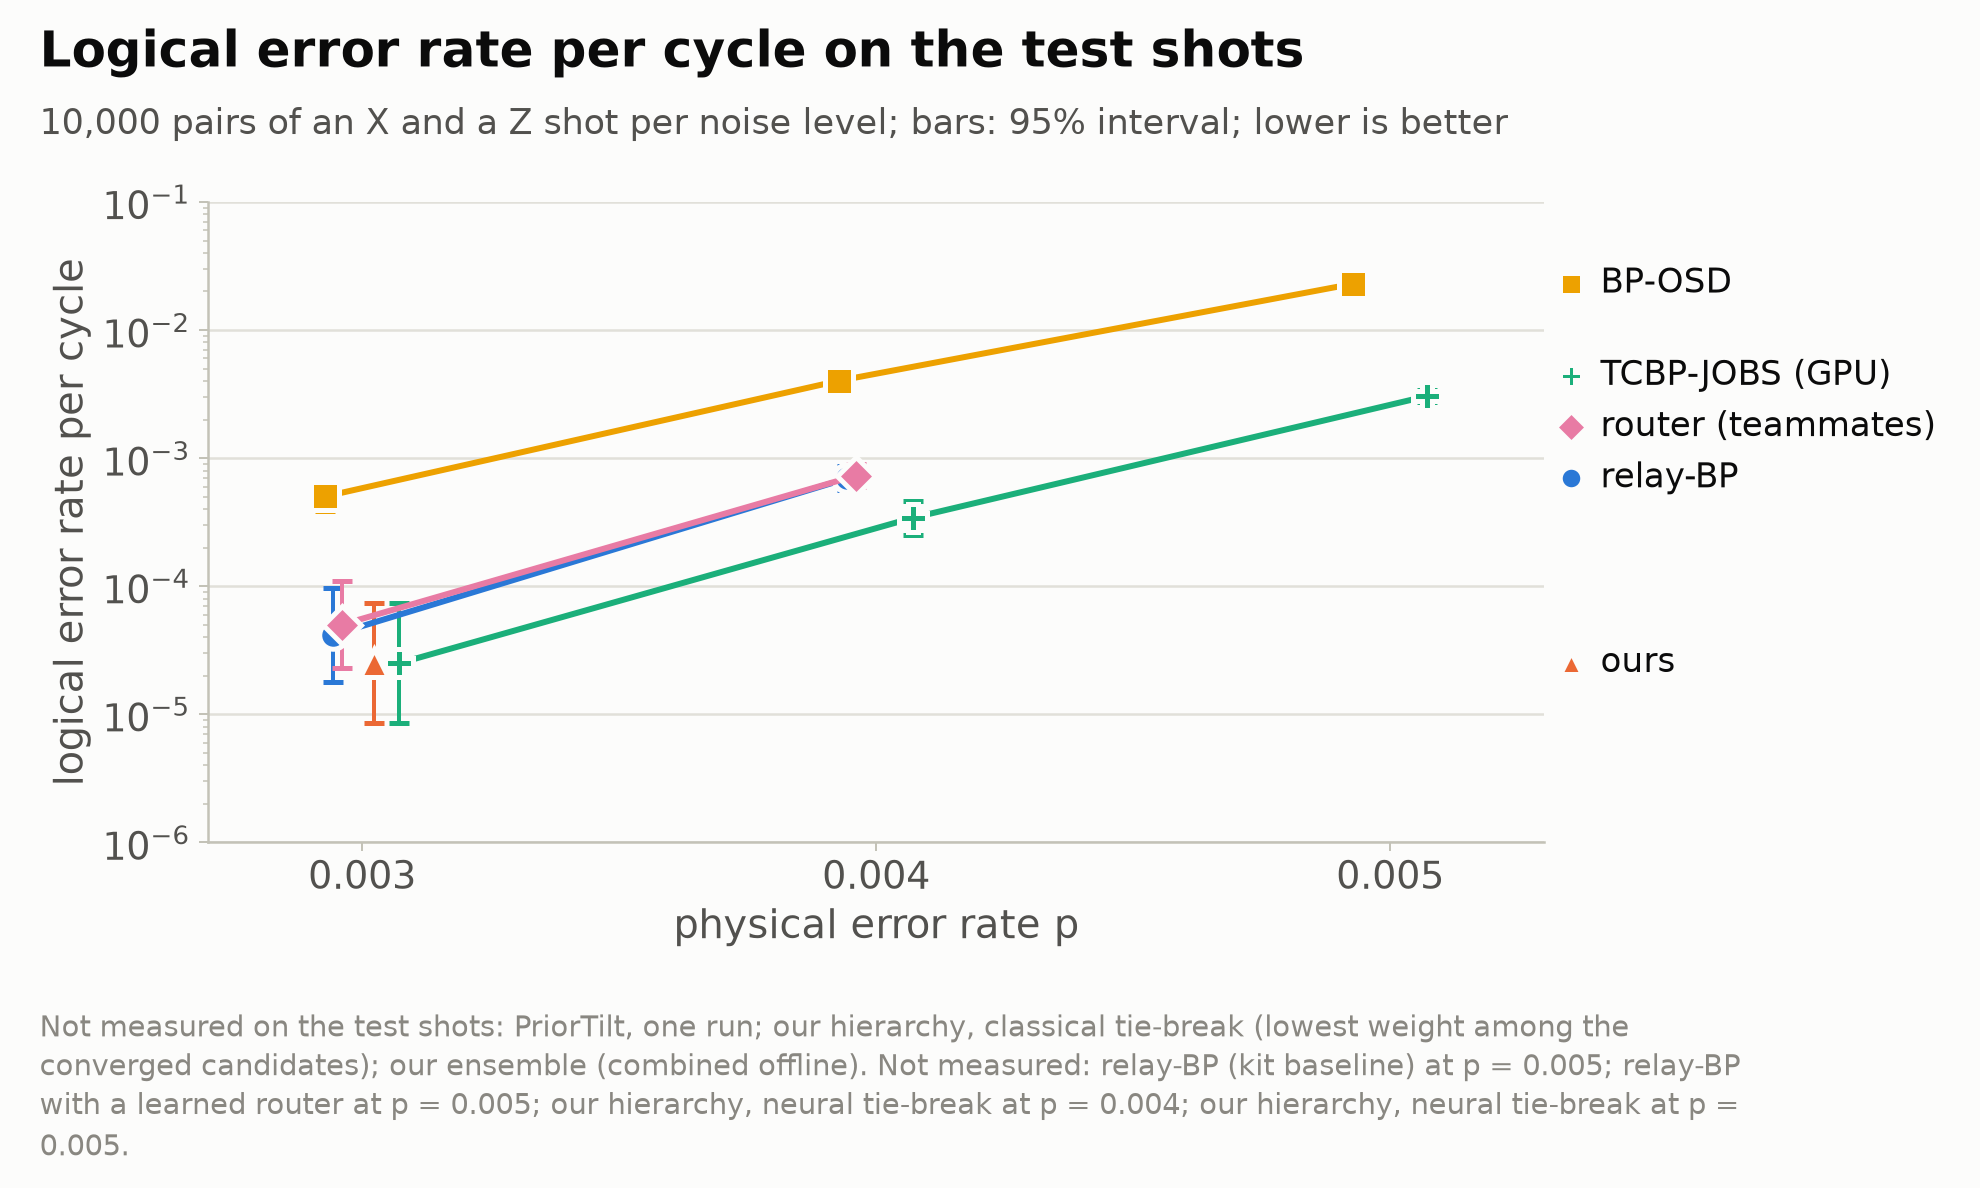 Logical error rate per cycle on the test shots
10,000 pairs of an X and a Z shot per noise level; bars: 95% interval; lower is better
logical error rate per cycle
10⁻¹
10⁻²
10⁻³
10⁻⁴
10⁻⁵
10⁻⁶
0.003
0.004
0.005
physical error rate p
BP-OSD
TCBP-JOBS (GPU)
router (teammates)
relay-BP
ours
Not measured on the test shots: PriorTilt, one run; our hierarchy, classical tie-break (lowest weight among the
converged candidates); our ensemble (combined offline). Not measured: relay-BP (kit baseline) at p = 0.005; relay-BP
with a learned router at p = 0.005; our hierarchy, neural tie-break at p = 0.004; our hierarchy, neural tie-break at p =
0.005.